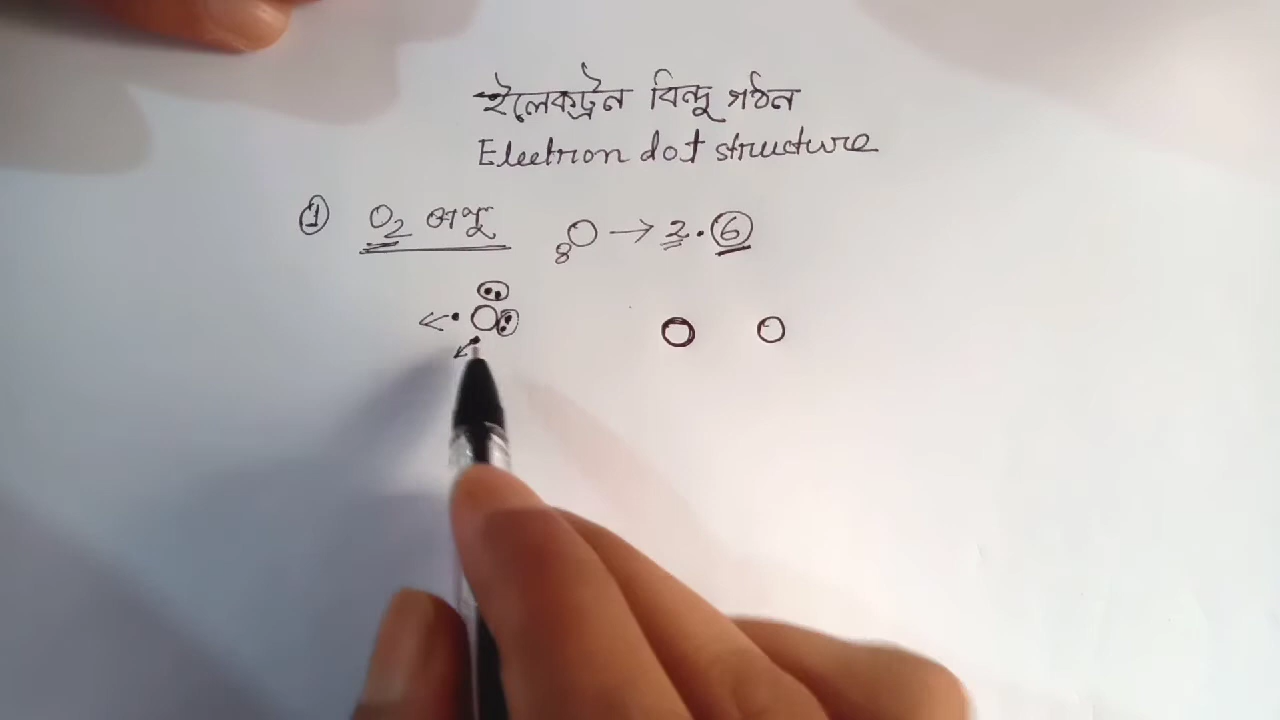 ইলেকট্রন বিন্দু গঠন
Electron dot structure
① O₂ অণু ₈O → 2.6
O O O